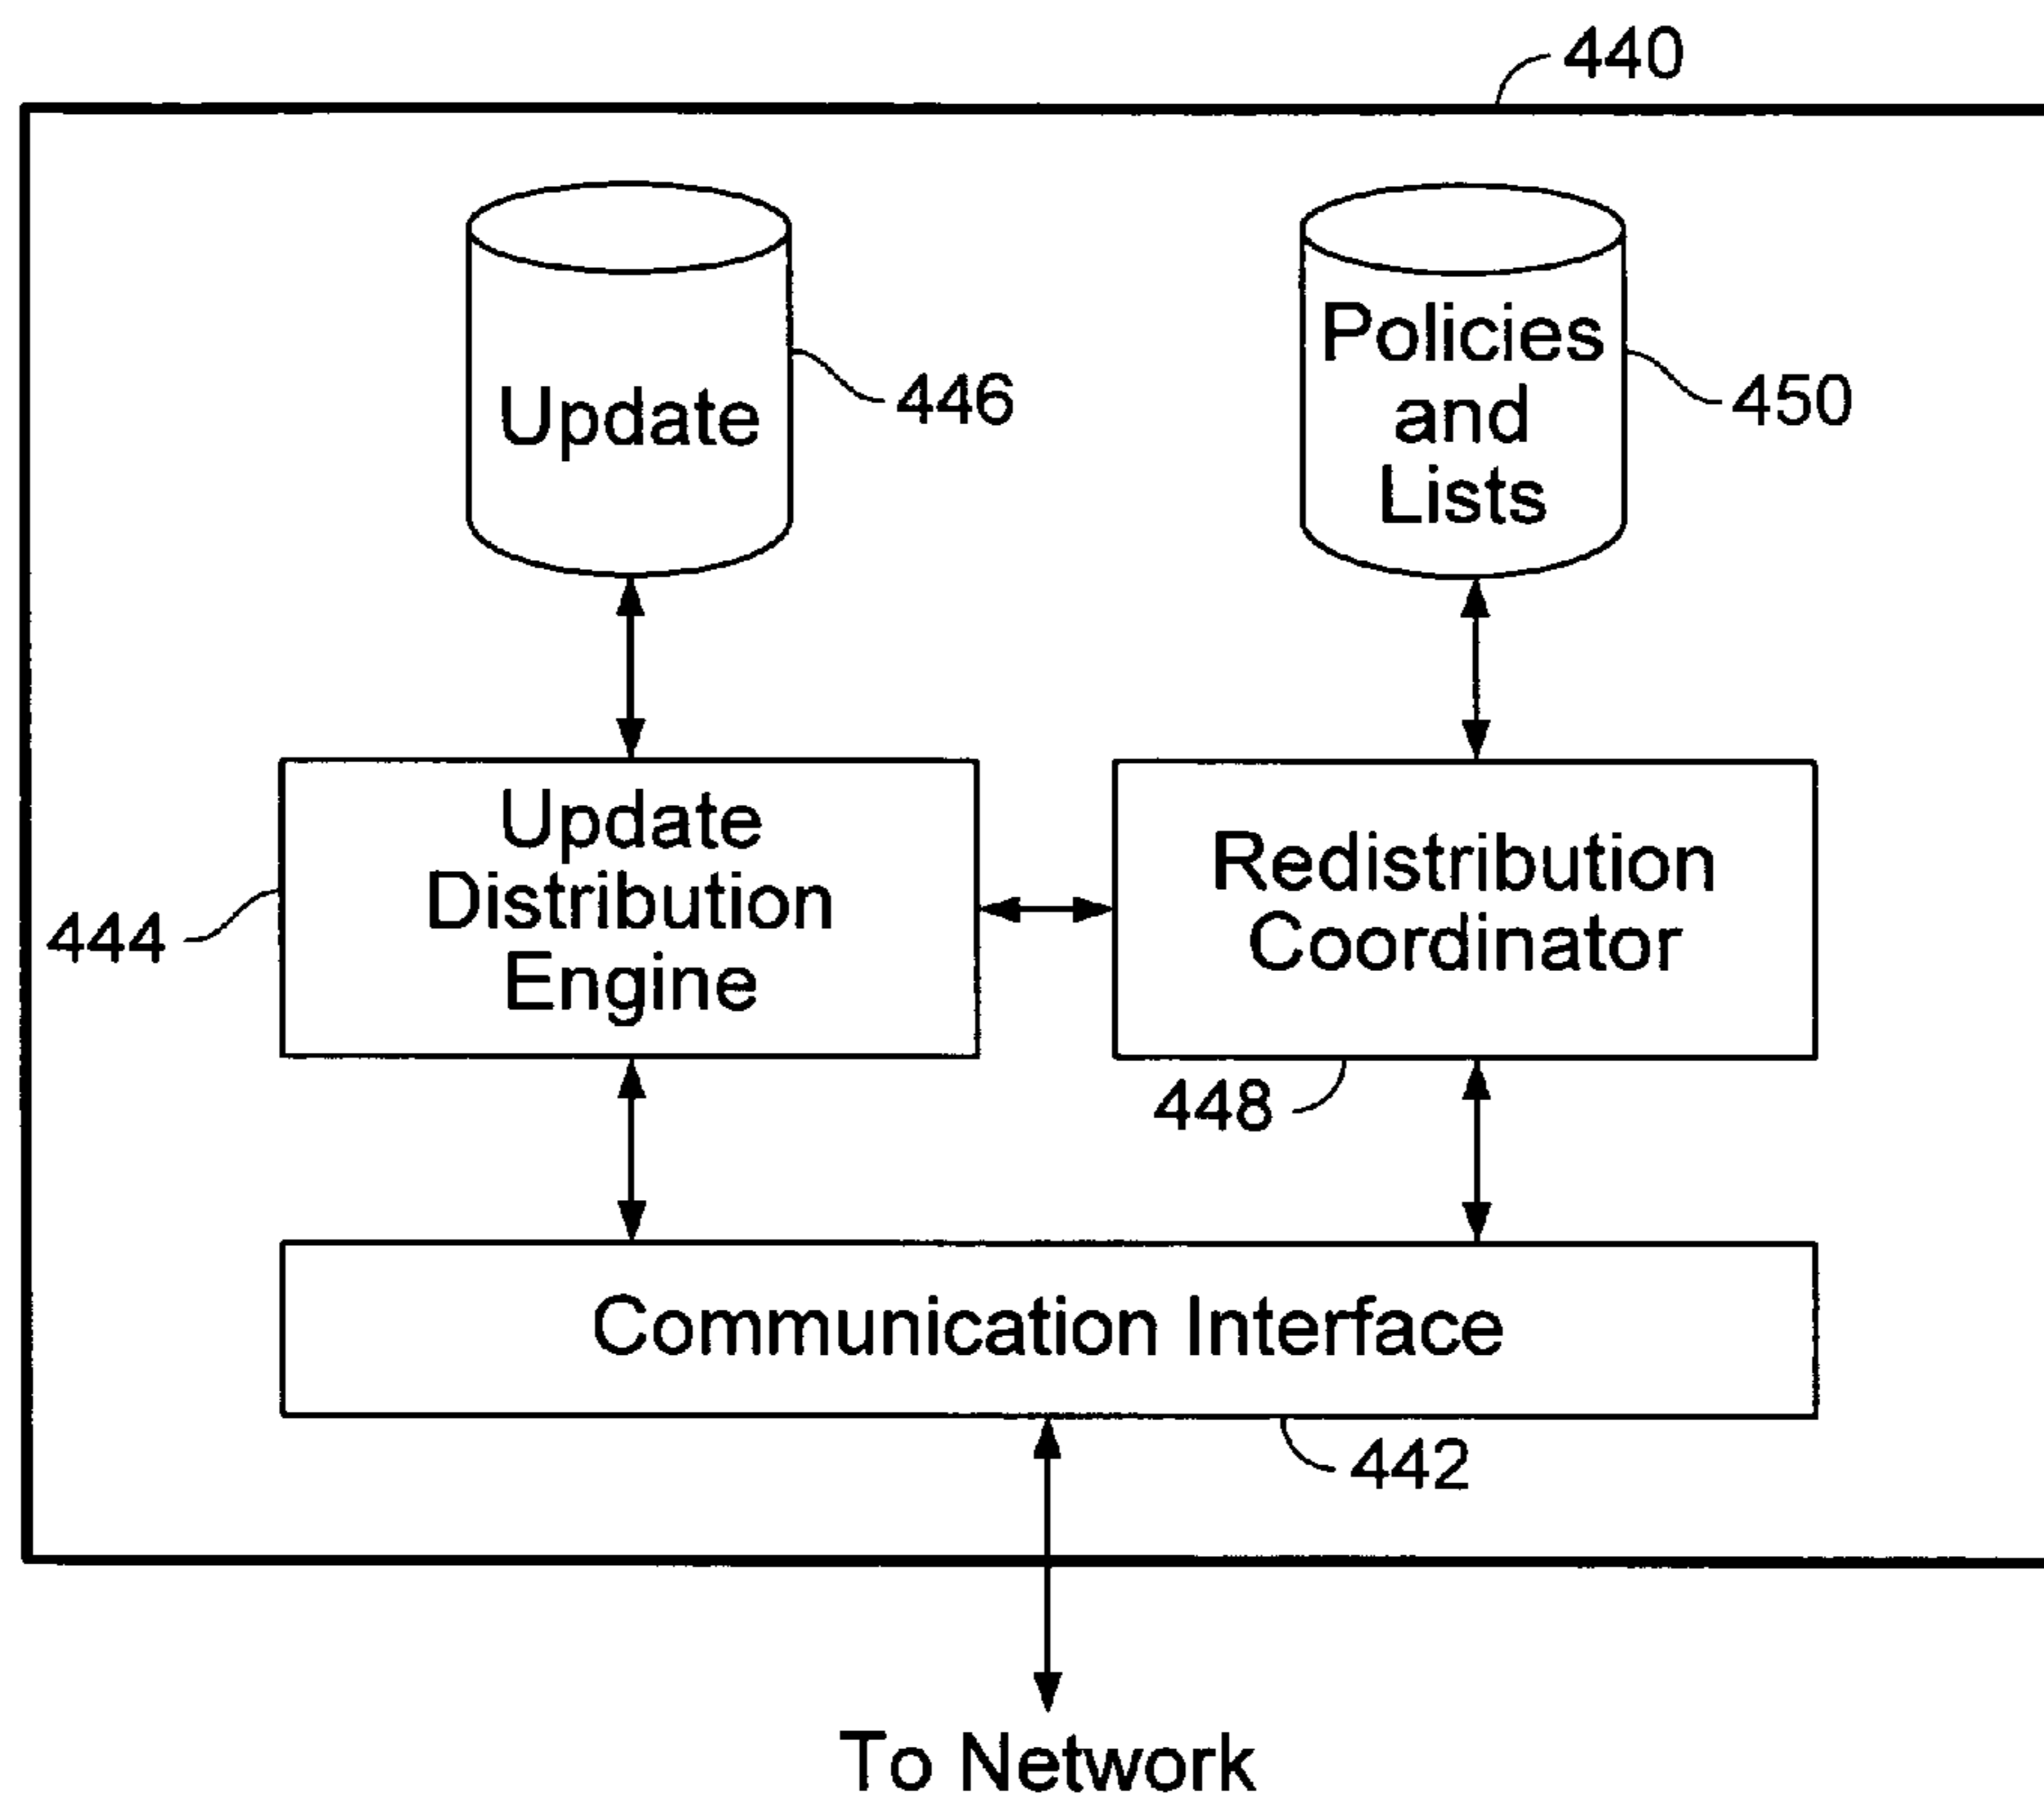 440
Update
446
Policies
and
Lists
450
Update
Distribution
Engine
444
Redistribution
Coordinator
448
Communication Interface
442
To Network